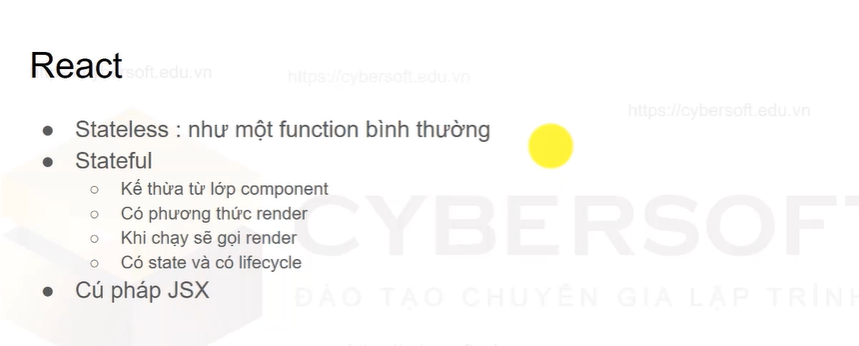 React
https://cybersoft.edu.vn
https://cybersoft.edu.vn
● Stateless : như một function bình thường
● Stateful
○ Kế thừa từ lớp component
○ Có phương thức render
○ Khi chạy sẽ gọi render
○ Có state và có lifecycle
● Cú pháp JSX
CYBERSOFT
ĐÀO TẠO CHUYÊN GIA LẬP TRÌNH